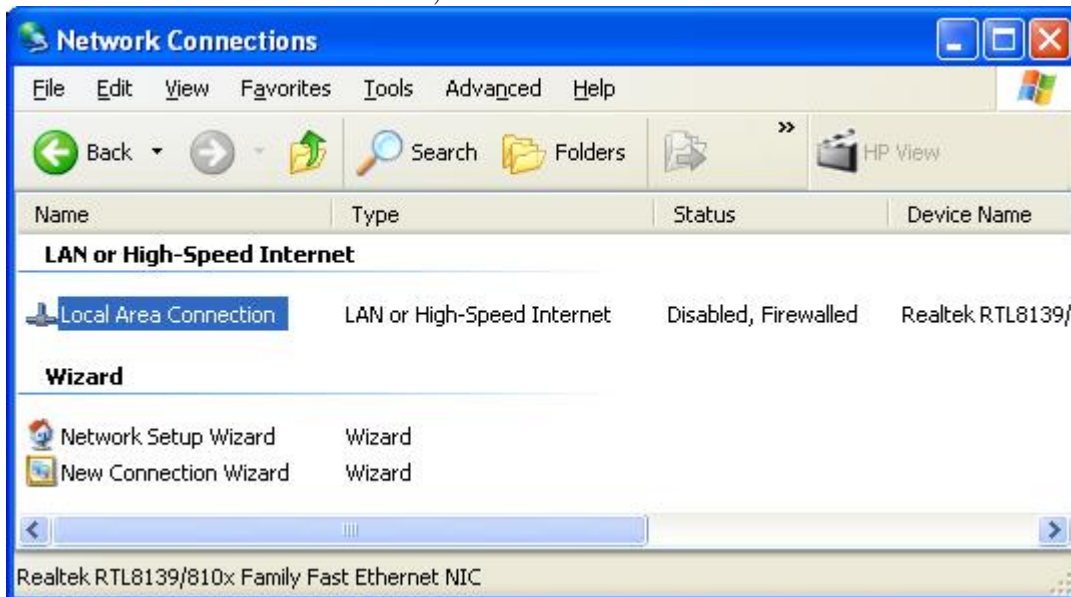 Network Connections
File Edit View Favorites Tools Advanced Help
Back Search Folders » HP View
Name Type Status Device Name
LAN or High-Speed Internet
Local Area Connection LAN or High-Speed Internet Disabled, Firewalled Realtek RTL8139/
Wizard
Network Setup Wizard Wizard
New Connection Wizard Wizard
Realtek RTL8139/810x Family Fast Ethernet NIC